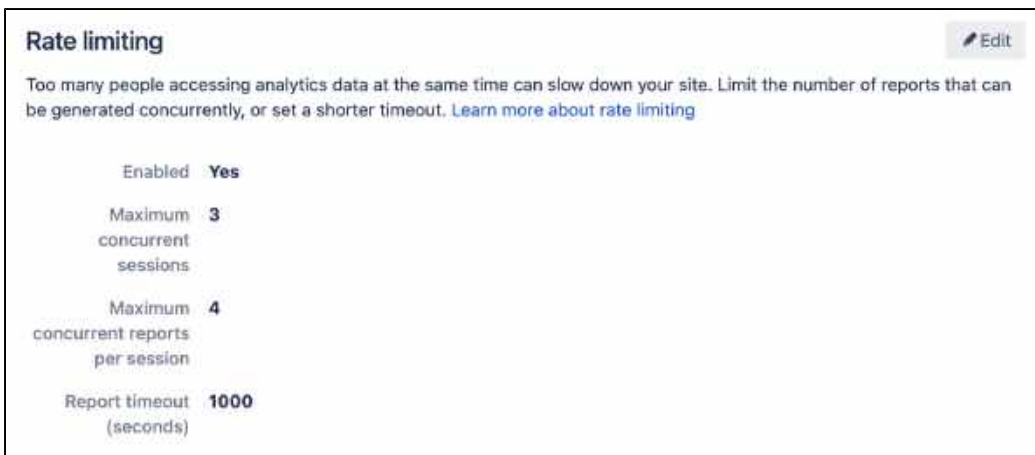 Rate limiting
Edit
Too many people accessing analytics data at the same time can slow down your site. Limit the number of reports that can
be generated concurrently, or set a shorter timeout. Learn more about rate limiting
Enabled Yes
Maximum 3
concurrent
sessions
Maximum 4
concurrent reports
per session
Report timeout 1000
(seconds)